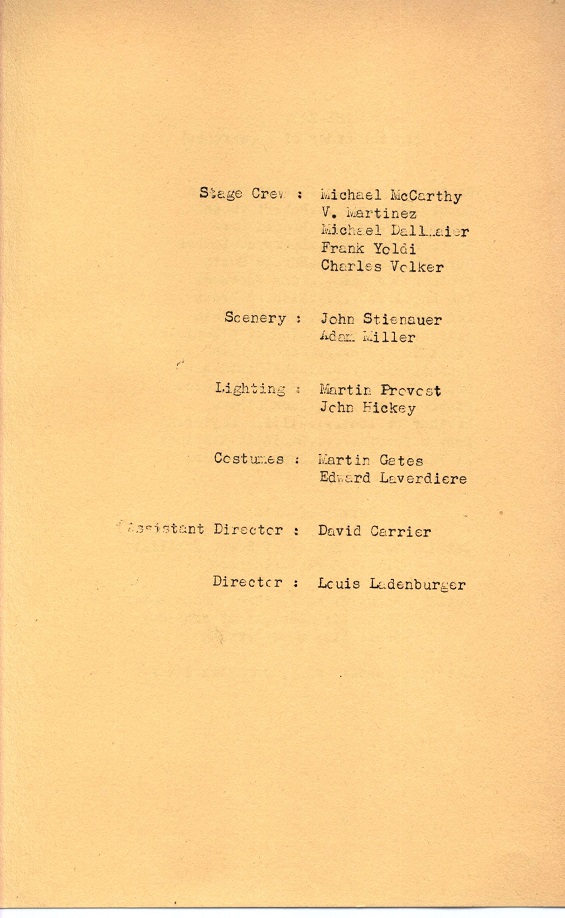 Stage Crew : Michael McCarthy
V. Martinez
Michael Dallmaier
Frank Yoldi
Charles Volker
Scenery : John Stienauer
Adam Miller
Lighting : Martin Provost
John Hickey
Costumes : Martin Gates
Edward Laverdiere
Assistant Director : David Carrier
Director : Louis Ladenburger